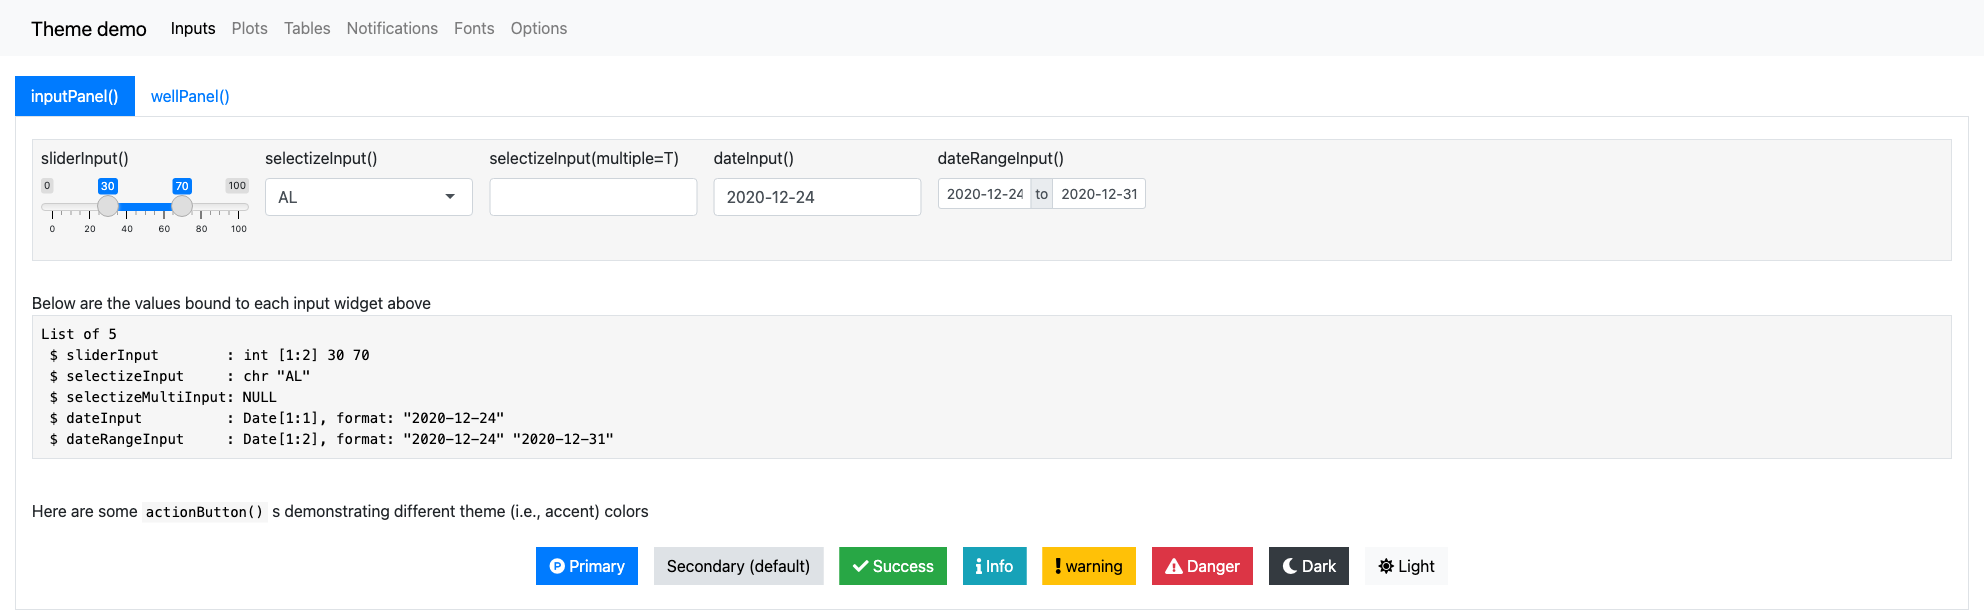 Theme demo Inputs Plots Tables Notifications Fonts Options
inputPanel() wellPanel()
sliderInput() selectizeInput() selectizeInput(multiple=T) dateInput() dateRangeInput()
0 30 70 100
AL 2020-12-24 2020-12-24 to 2020-12-31
0 20 40 60 80 100
Below are the values bound to each input widget above
List of 5
 $ sliderInput        : int [1:2] 30 70
 $ selectizeInput     : chr "AL"
 $ selectizeMultiInput: NULL
 $ dateInput          : Date[1:1], format: "2020-12-24"
 $ dateRangeInput     : Date[1:2], format: "2020-12-24" "2020-12-31"
Here are some actionButton() s demonstrating different theme (i.e., accent) colors
Primary Secondary (default) Success Info warning Danger Dark Light